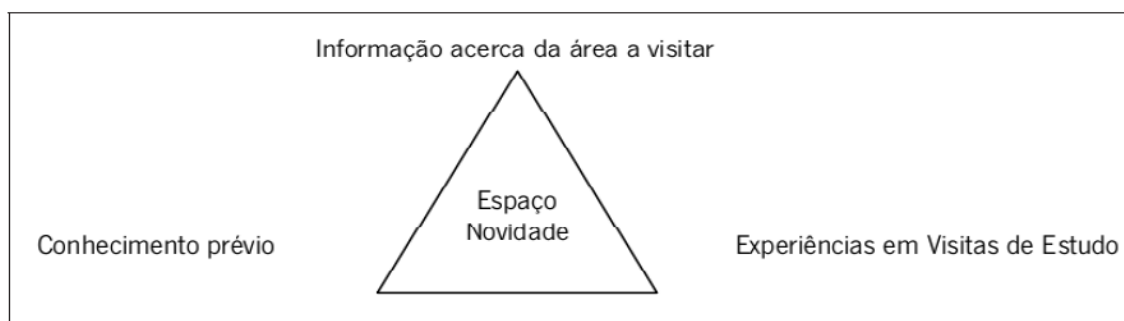 Informação acerca da área a visitar
Espaço
Novidade
Conhecimento prévio
Experiências em Visitas de Estudo